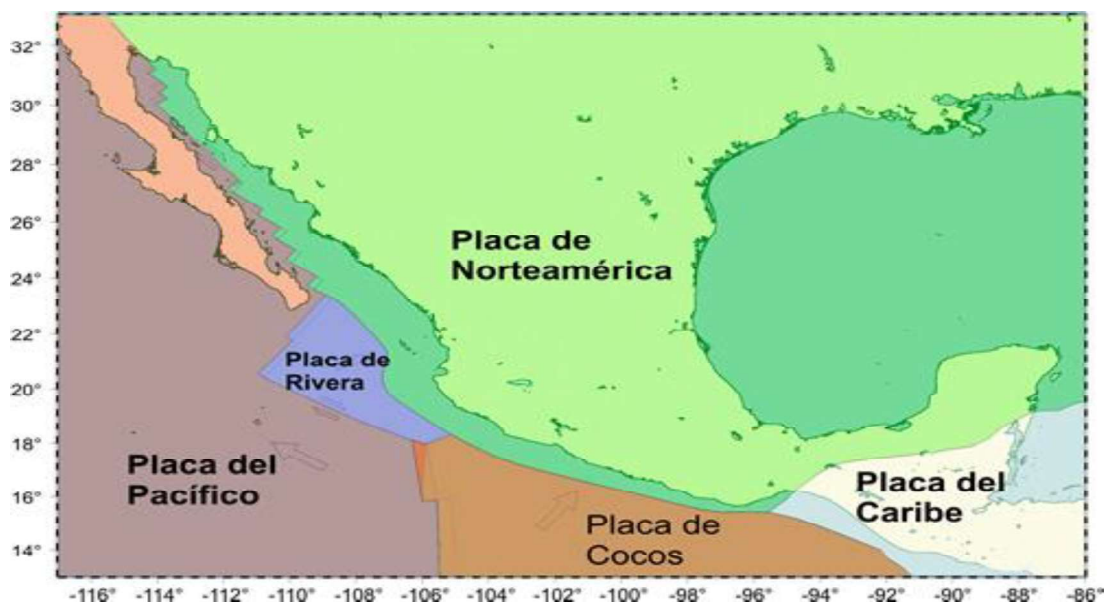 32°
30°
28°
26°
24°
22°
20°
18°
16°
14°
Placa de
Norteamérica
Placa de
Rivera
Placa del
Pacífico
Placa del
Caribe
Placa de
Cocos
-116° -114° -112° -110° -108° -106° -104° -102° -100° -98° -96° -94° -92° -90° -88° -86°